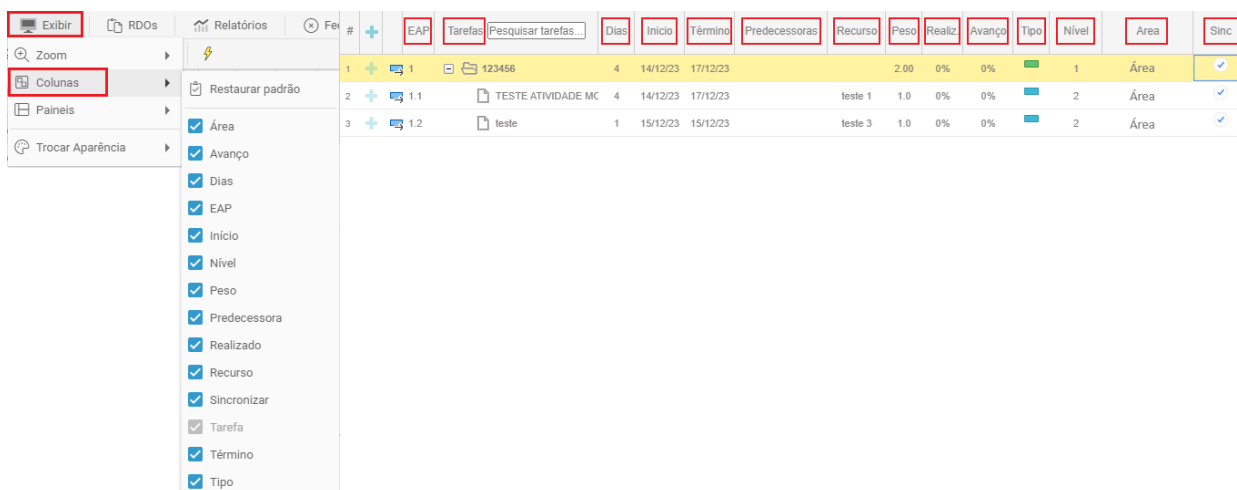 Exibir RDOs Relatórios Fe
Zoom
Colunas
Paineis
Trocar Aparência
Restaurar padrão
Área
Avanço
Dias
EAP
Início
Nível
Peso
Predecessora
Realizado
Recurso
Sincronizar
Tarefa
Término
Tipo
# EAP Tarefas Pesquisar tarefas... Dias Inicio Término Predecessoras Recurso Peso Realiz. Avanço Tipo Nível Area Sinc
1 1 123456 4 14/12/23 17/12/23 2.00 0% 0% 1 Área
2 1.1 TESTE ATIVIDADE MC 4 14/12/23 17/12/23 teste 1 1.0 0% 0% 2 Área
3 1.2 teste 1 15/12/23 15/12/23 teste 3 1.0 0% 0% 2 Área